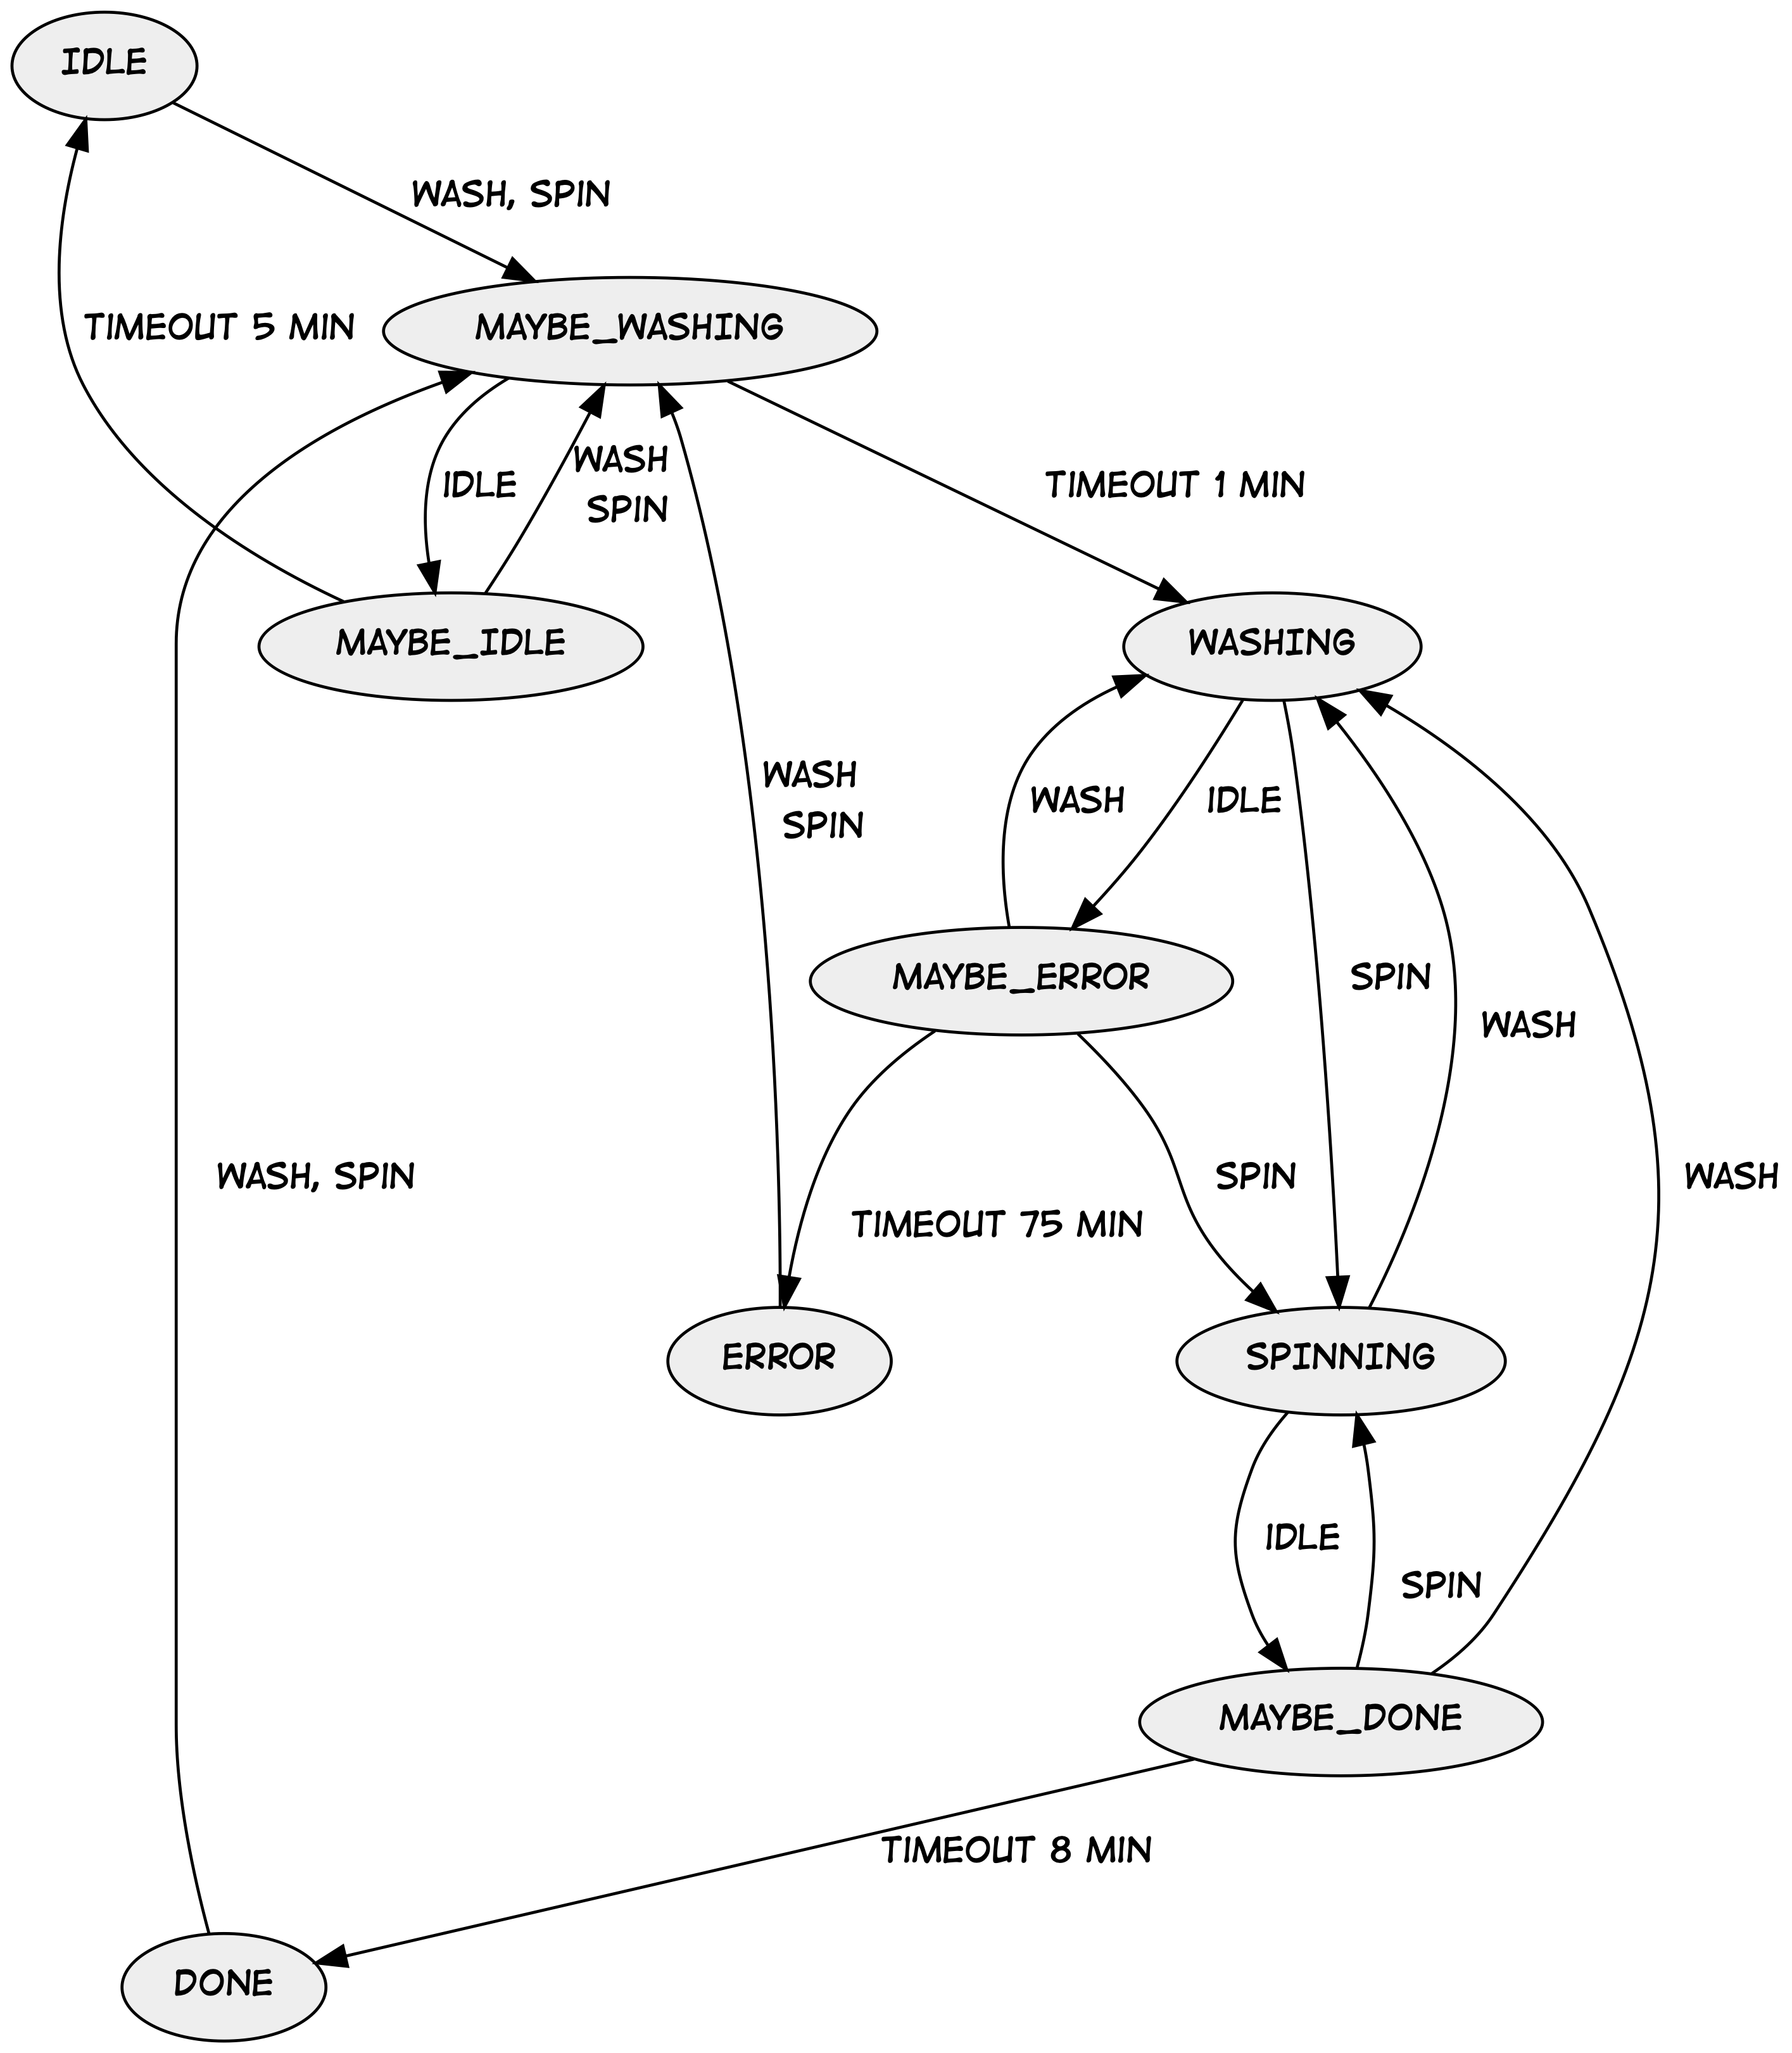 IDLE
WASH, SPIN
TIMEOUT 5 MIN
MAYBE_WASHING
IDLE
WASH
SPIN
TIMEOUT 1 MIN
MAYBE_IDLE
WASHING
WASH
SPIN
WASH
IDLE
MAYBE_ERROR
SPIN
WASH
WASH, SPIN
TIMEOUT 75 MIN
SPIN
WASH
ERROR
SPINNING
IDLE
SPIN
MAYBE_DONE
TIMEOUT 8 MIN
DONE